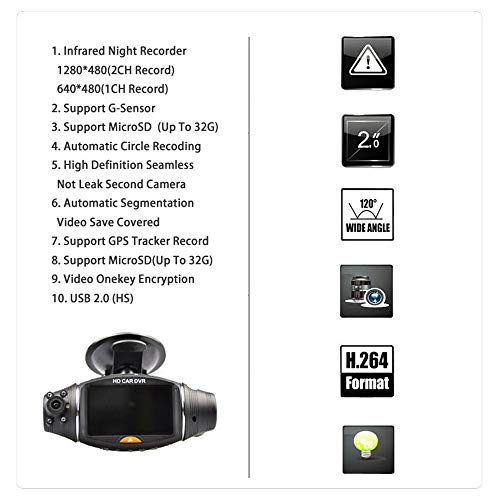 1. Infrared Night Recorder
1280*480(2CH Record)
640*480(1CH Record)
2. Support G-Sensor
3. Support MicroSD (Up To 32G)
4. Automatic Circle Recoding
5. High Definition Seamless
Not Leak Second Camera
6. Automatic Segmentation
Video Save Covered
7. Support GPS Tracker Record
8. Support MicroSD(Up To 32G)
9. Video Onekey Encryption
10. USB 2.0 (HS)
HD CAR DVR
2.0"
120°
WIDE ANGLE
H.264
Format